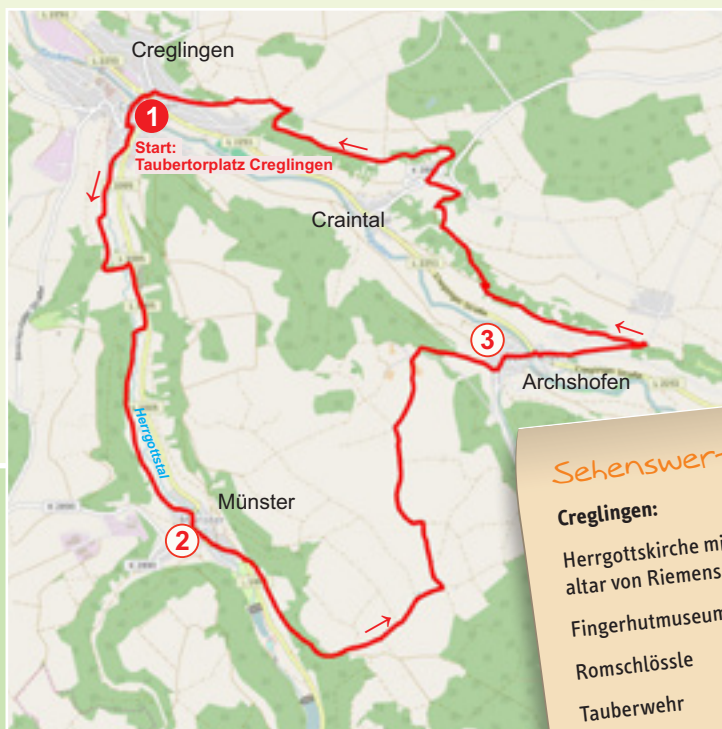 Creglingen
1
Start:
Taubertorplatz Creglingen
Craintal
3
Archshofen
Herrgottstal
Münster
2
Sehenswer-
Creglingen:
Herrgottskirche mi
altar von Riemens
Fingerhutmuseum
Romschlössle
Tauberwehr